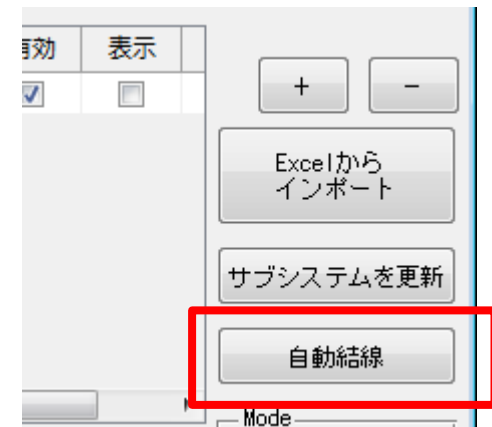 有効 表示
+ -
Excelから
インポート
サブシステムを更新
自動結線
Mode